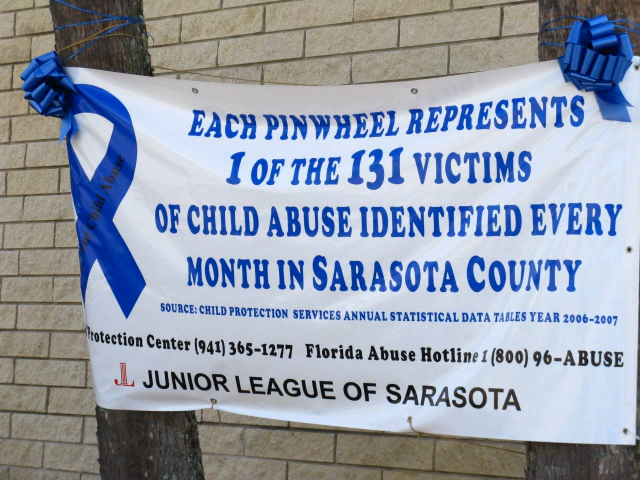 EACH PINWHEEL REPRESENTS
1 OF THE 131 VICTIMS
OF CHILD ABUSE IDENTIFIED EVERY
MONTH IN SARASOTA COUNTY
SOURCE: CHILD PROTECTION SERVICES ANNUAL STATISTICAL DATA TABLES YEAR 2006-2007
Child Abuse
Protection Center (941) 365-1277 Florida Abuse Hotline 1 (800) 96-ABUSE
JL JUNIOR LEAGUE OF SARASOTA